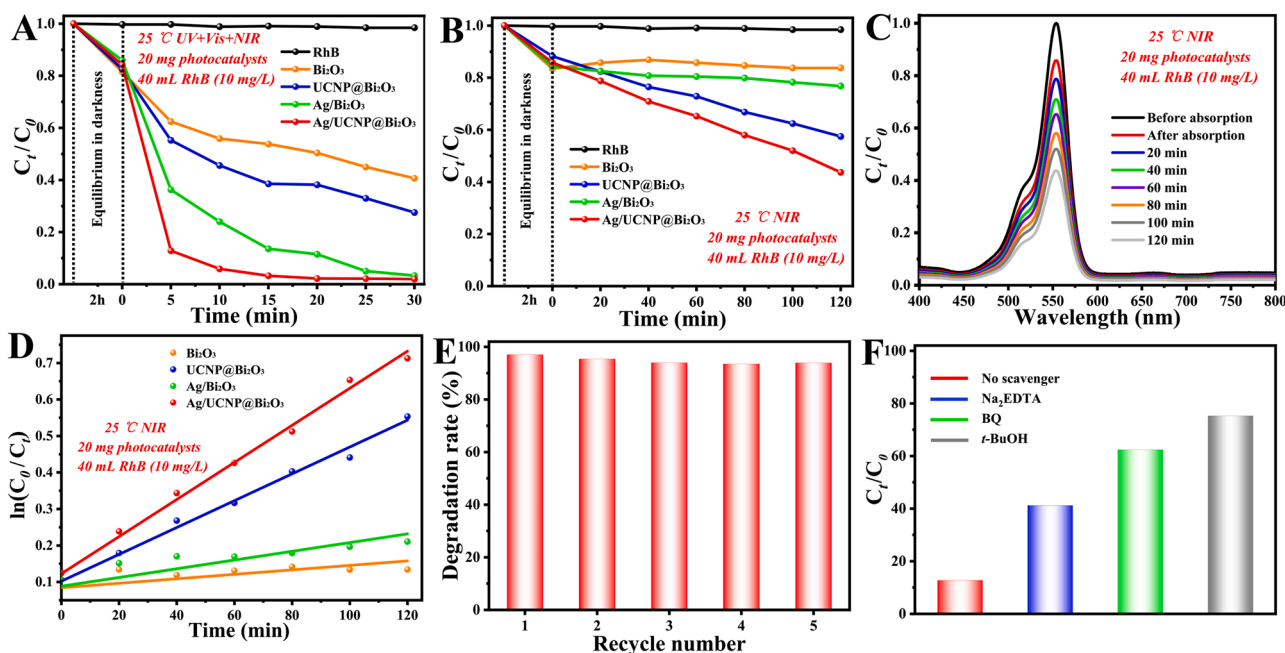 A
25 ℃ UV+Vis+NIR
20 mg photocatalysts
40 mL RhB (10 mg/L)
RhB
Bi₂O₃
UCNP@Bi₂O₃
Ag/Bi₂O₃
Ag/UCNP@Bi₂O₃
Equilibrium in darkness
Cₜ/C₀
1.0
0.8
0.6
0.4
0.2
0.0
2h 0 5 10 15 20 25 30
Time (min)
B
RhB
Bi₂O₃
UCNP@Bi₂O₃
Ag/Bi₂O₃
Ag/UCNP@Bi₂O₃
25 ℃ NIR
20 mg photocatalysts
40 mL RhB (10 mg/L)
Equilibrium in darkness
Cₜ/C₀
1.0
0.8
0.6
0.4
0.2
0.0
2h 0 20 40 60 80 100 120
Time (min)
C
25 ℃ NIR
20 mg photocatalysts
40 mL RhB (10 mg/L)
Before absorption
After absorption
20 min
40 min
60 min
80 min
100 min
120 min
Cₜ/C₀
1.0
0.8
0.6
0.4
0.2
0.0
400 450 500 550 600 650 700 750 800
Wavelength (nm)
D
Bi₂O₃
UCNP@Bi₂O₃
Ag/Bi₂O₃
Ag/UCNP@Bi₂O₃
25 ℃ NIR
20 mg photocatalysts
40 mL RhB (10 mg/L)
ln(C₀/Cₜ)
0.7
0.6
0.5
0.4
0.3
0.2
0.1
0 20 40 60 80 100 120
Time (min)
E
Degradation rate (%)
100
80
60
40
20
0
1 2 3 4 5
Recycle number
F
No scavenger
Na₂EDTA
BQ
t-BuOH
Cₜ/C₀
100
80
60
40
20
0